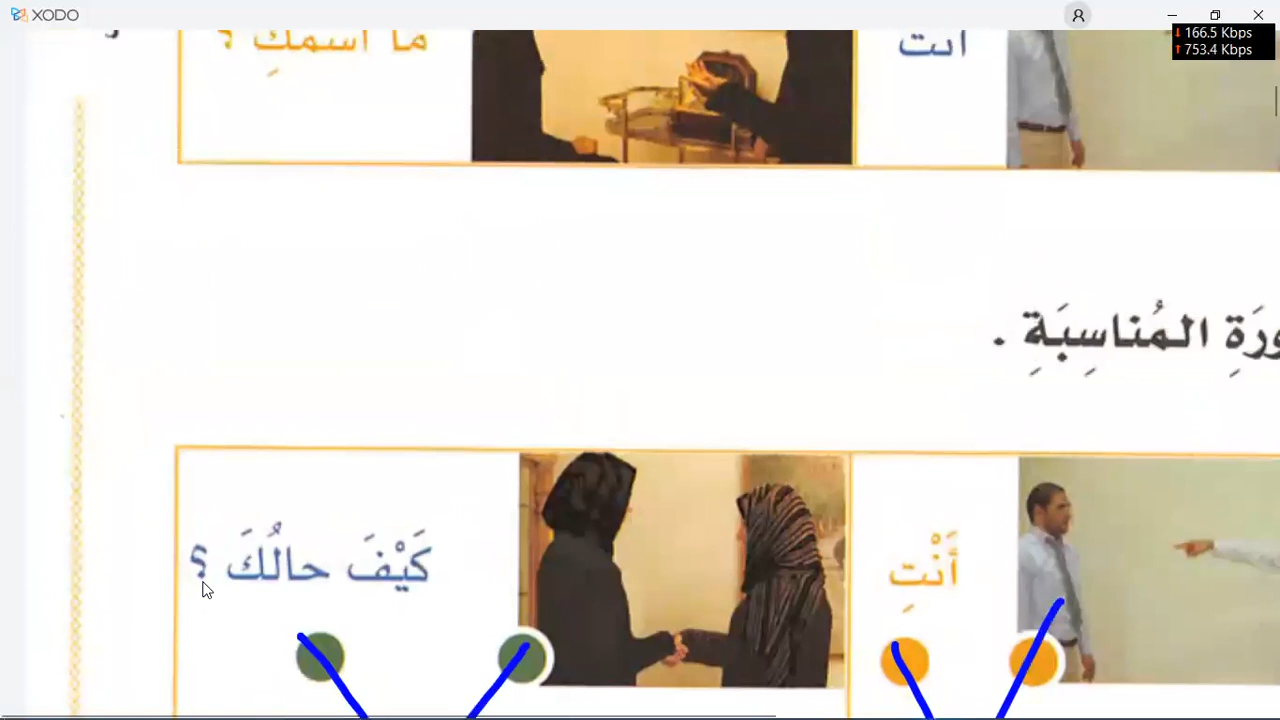 XODO
↓ 166.5 Kbps
↑ 753.4 Kbps
أنت
ما اسمكِ ؟
ورَةِ المُناسِبَةِ .
أَنْتِ
كَيْفَ حالُكَ ؟